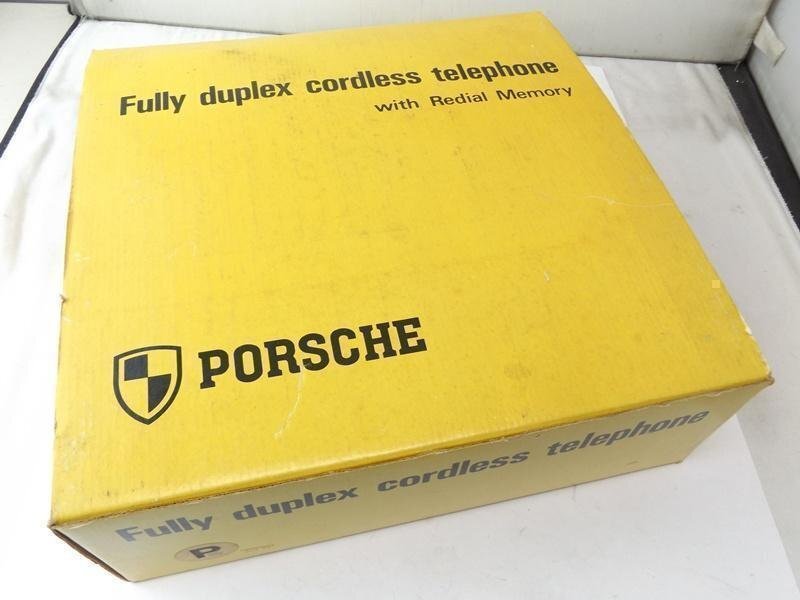 Fully duplex cordless telephone
with Redial Memory
PORSCHE
Fully duplex cordless telephone
P